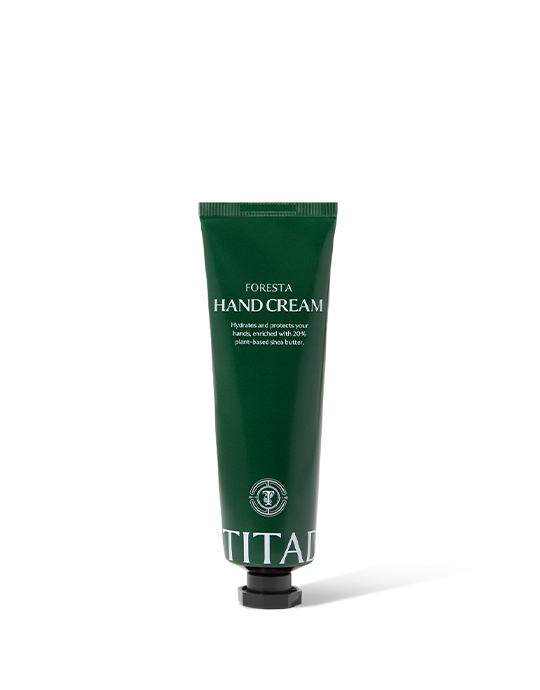 FORESTA
HAND CREAM
Hydrates and protects your
hands, enriched with 20%
plant-based shea butter.
TITAD